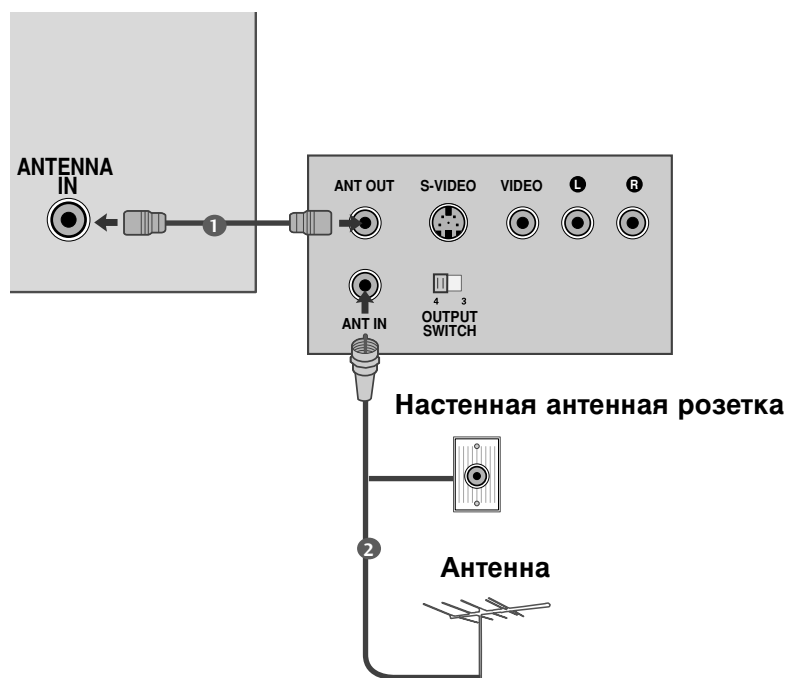 ANTENNA
IN
ANT OUT
S-VIDEO
VIDEO
L
R
1
ANT IN
4
3
OUTPUT
SWITCH
Настенная антенная розетка
2
Антенна